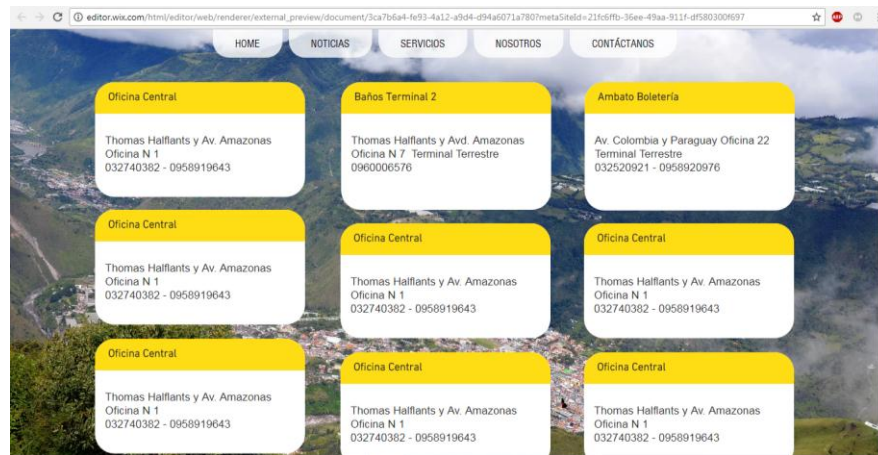 editor.wix.com/html/editor/web/renderer/external_preview/document/3ca7b6a4-fe93-4a12-a9d4-d94a6071a780?metaSiteId=21fc6ffb-36ee-49aa-911f-df580300f697
HOME NOTICIAS SERVICIOS NOSOTROS CONTÁCTANOS
Oficina Central
Thomas Halflants y Av. Amazonas
Oficina N 1
032740382 - 0958919643
Baños Terminal 2
Thomas Halflants y Avd. Amazonas
Oficina N 7 Terminal Terrestre
0960006576
Ambato Boletería
Av. Colombia y Paraguay Oficina 22
Terminal Terrestre
032520921 - 0958920976
Oficina Central
Thomas Halflants y Av. Amazonas
Oficina N 1
032740382 - 0958919643
Oficina Central
Thomas Halflants y Av. Amazonas
Oficina N 1
032740382 - 0958919643
Oficina Central
Thomas Halflants y Av. Amazonas
Oficina N 1
032740382 - 0958919643
Oficina Central
Thomas Halflants y Av. Amazonas
Oficina N 1
032740382 - 0958919643
Oficina Central
Thomas Halflants y Av. Amazonas
Oficina N 1
032740382 - 0958919643
Oficina Central
Thomas Halflants y Av. Amazonas
Oficina N 1
032740382 - 0958919643